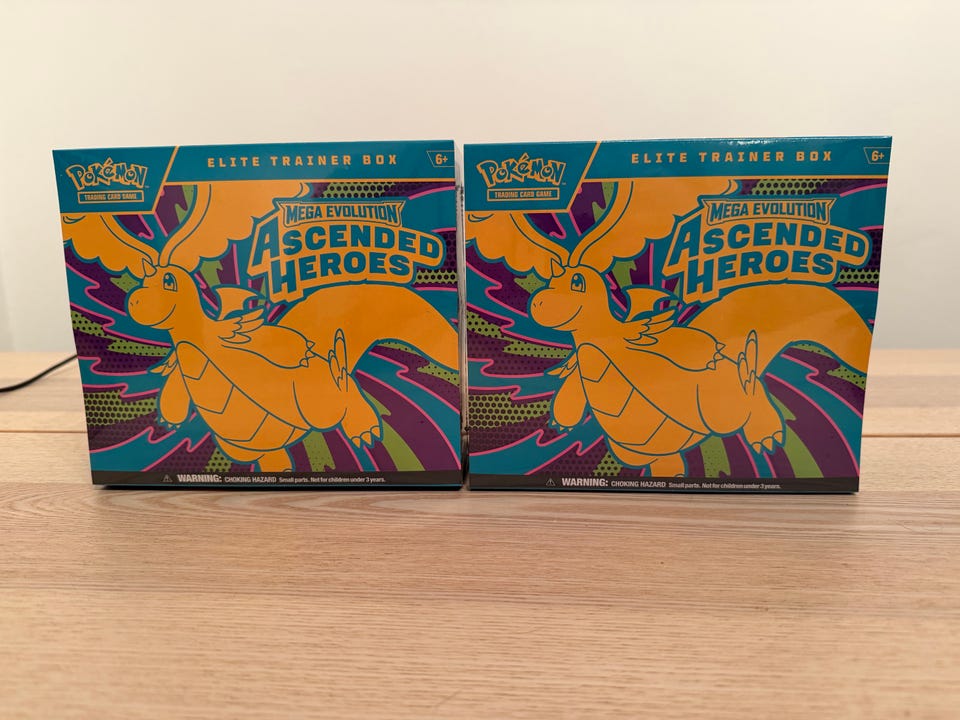 ELITE TRAINER BOX
6+
Pokémon
TRADING CARD GAME
MEGA EVOLUTION
ASCENDED
HEROES
WARNING: CHOKING HAZARD Small parts. Not for children under 3 years.
ELITE TRAINER BOX
6+
Pokémon
TRADING CARD GAME
MEGA EVOLUTION
ASCENDED
HEROES
WARNING: CHOKING HAZARD Small parts. Not for children under 3 years.